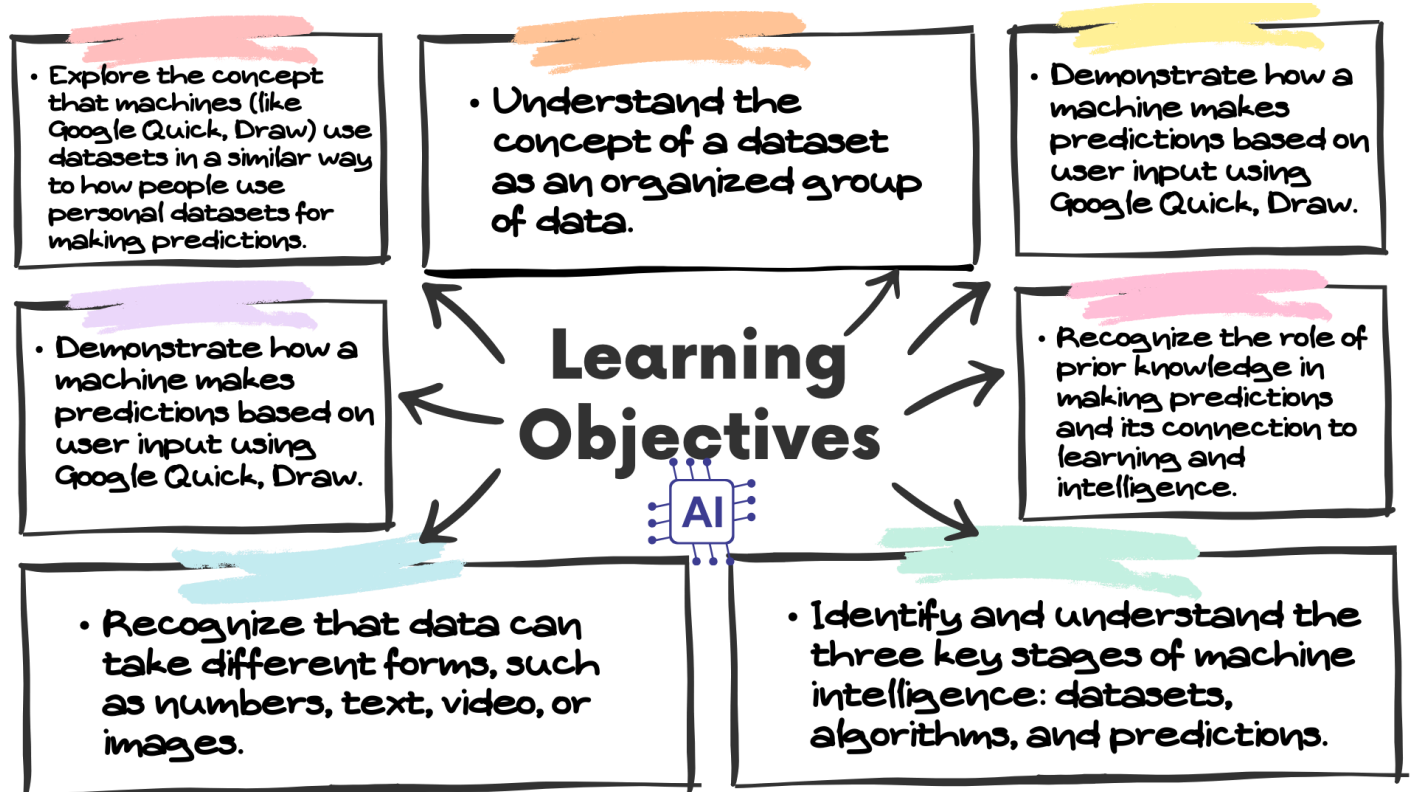 • Explore the concept
that machines (like
Google Quick, Draw) use
datasets in a similar way
to how people use
personal datasets for
making predictions.
• Understand the
concept of a dataset
as an organized group
of data.
• Demonstrate how a
machine makes
predictions based on
user input using
Google Quick, Draw.
• Demonstrate how a
machine makes
predictions based on
user input using
Google Quick, Draw.
Learning
Objectives
AI
• Recognize the role of
prior knowledge in
making predictions
and its connection to
learning and
intelligence.
• Recognize that data can
take different forms, such
as numbers, text, video, or
images.
• Identify and understand the
three key stages of machine
intelligence: datasets,
algorithms, and predictions.